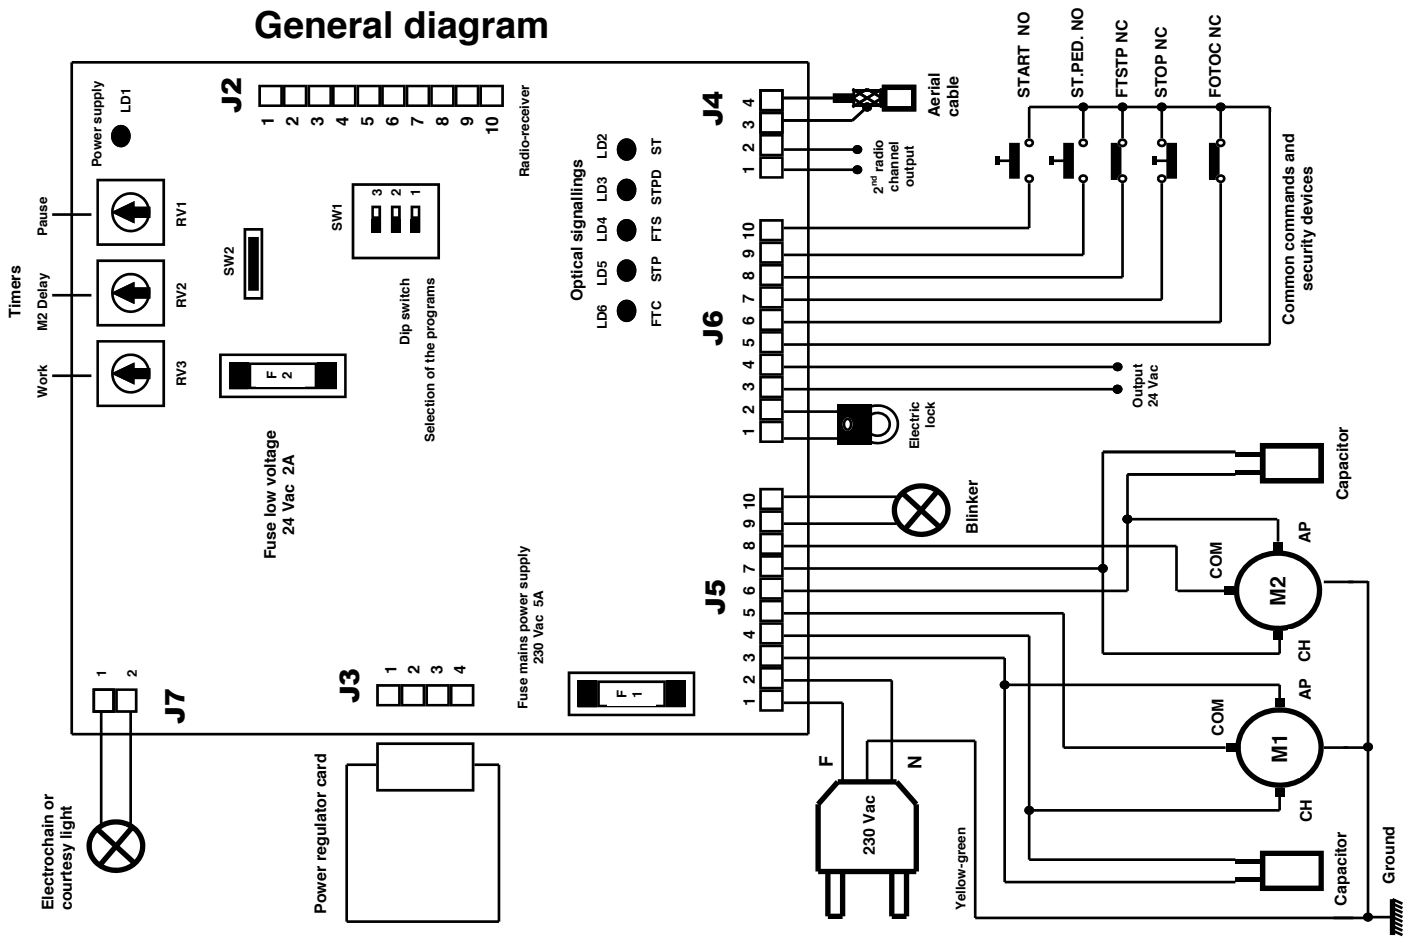 General diagram
Timers
Work
M2 Delay
Pause
Power supply
LD1
RV3
RV2
RV1
SW2
F
2
Fuse low voltage
24 Vac 2A
J2
1
2
3
4
5
6
7
8
9
10
Radio-receiver
SW1
3
2
1
Dip switch
Selection of the programs
Optical signallings
LD6
LD5
LD4
LD3
LD2
FTC
STP
FTS
STPD
ST
J7
1
2
Electrochain or
courtesy light
J3
1
2
3
4
Power regulator card
Fuse mains power supply
230 Vac 5A
F
1
J4
1
2
3
4
Aerial
cable
2nd radio
channel
output
J6
1
2
3
4
5
6
7
8
9
10
START NO
ST.PED. NO
FTSTP NC
STOP NC
FOTOC NC
Common commands and
security devices
Output
24 Vac
Electric
lock
J5
1
2
3
4
5
6
7
8
9
10
Blinker
Capacitor
COM
AP
M2
CH
COM
AP
M1
CH
Capacitor
F
N
230 Vac
Yellow-green
Ground